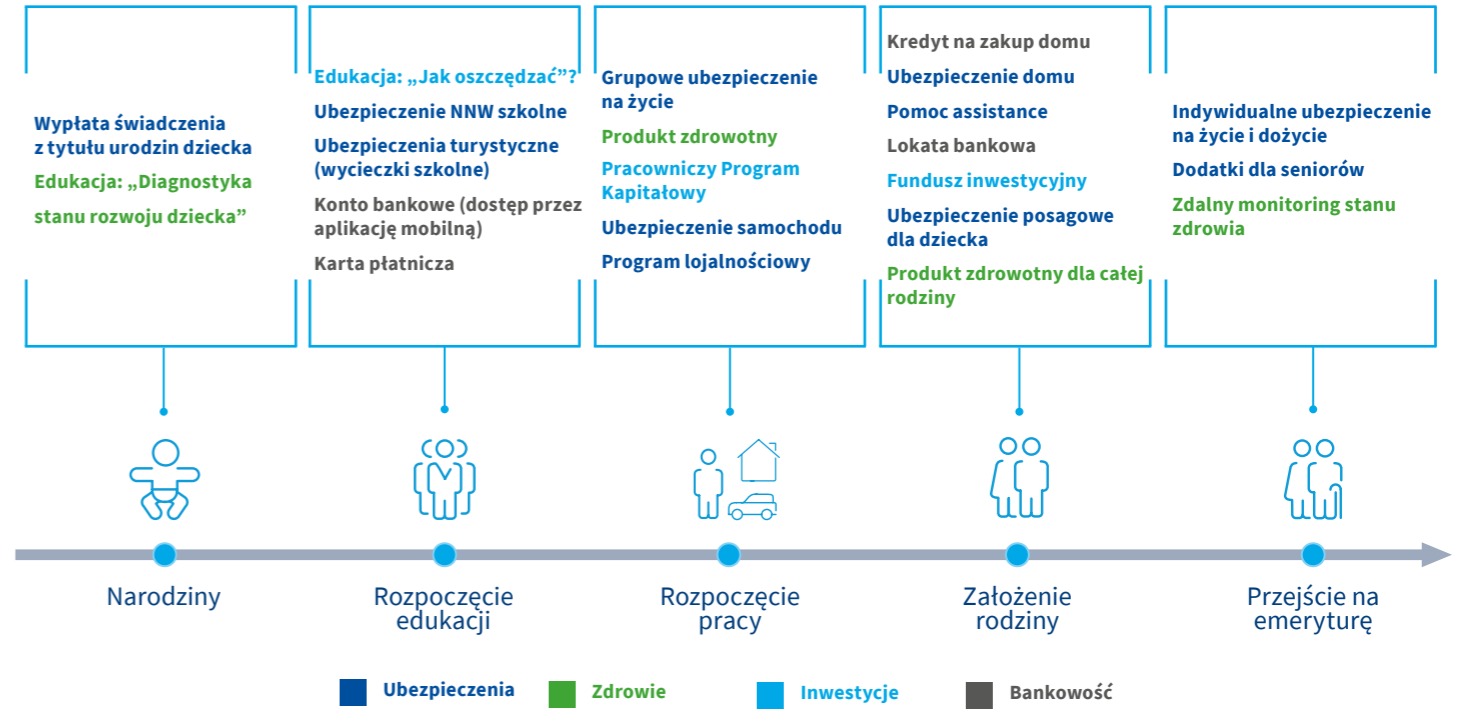 Wypłata świadczenia
z tytułu urodzin dziecka
Edukacja: „Diagnostyka
stanu rozwoju dziecka”
Edukacja: „Jak oszczędzać”?
Ubezpieczenie NNW szkolne
Ubezpieczenia turystyczne
(wycieczki szkolne)
Konto bankowe (dostęp przez
aplikację mobilną)
Karta płatnicza
Grupowe ubezpieczenie
na życie
Produkt zdrowotny
Pracowniczy Program
Kapitałowy
Ubezpieczenie samochodu
Program lojalnościowy
Kredyt na zakup domu
Ubezpieczenie domu
Pomoc assistance
Lokata bankowa
Fundusz inwestycyjny
Ubezpieczenie posagowe
dla dziecka
Produkt zdrowotny dla całej
rodziny
Indywidualne ubezpieczenie
na życie i dożycie
Dodatki dla seniorów
Zdalny monitoring stanu
zdrowia
Narodziny
Rozpoczęcie
edukacji
Rozpoczęcie
pracy
Założenie
rodziny
Przejście na
emeryturę
Ubezpieczenia
Zdrowie
Inwestycje
Bankowość